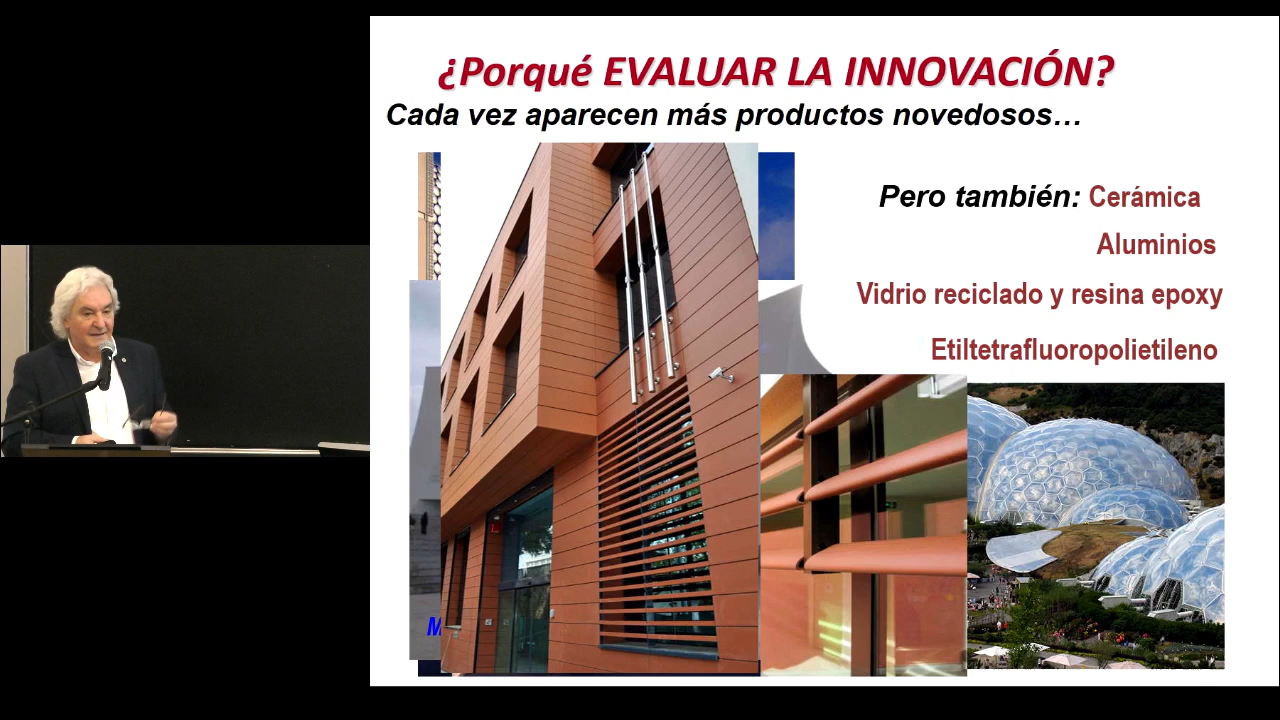 ¿Porqué EVALUAR LA INNOVACIÓN?
Cada vez aparecen más productos novedosos…
Pero también: Cerámica
Aluminios
Vidrio reciclado y resina epoxy
Etiltetrafluoropolietileno